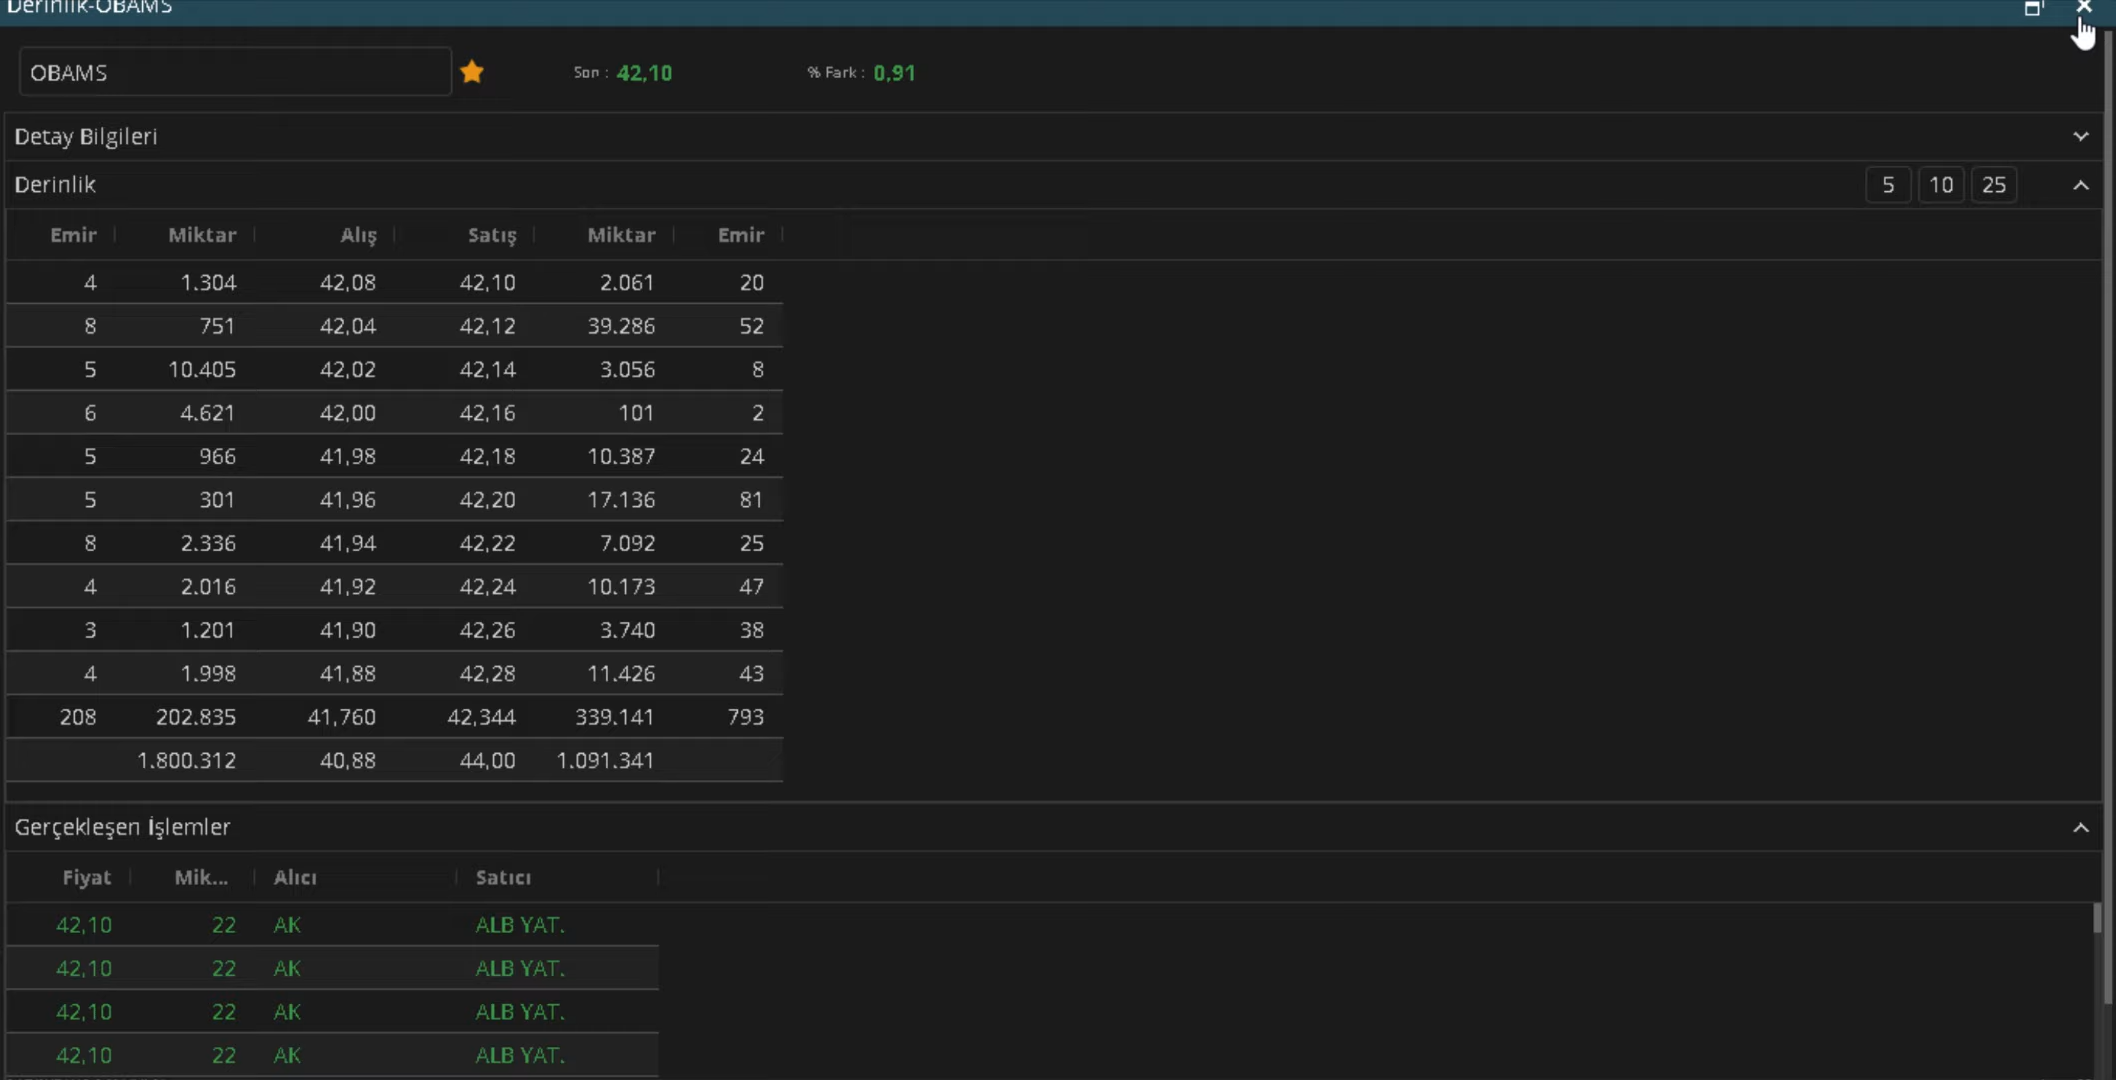 Derinlik-OBAMS
OBAMS Son : 42,10 % Fark : 0,91
Detay Bilgileri
Derinlik 5 10 25
Emir Miktar Alış Satış Miktar Emir
4 1.304 42,08 42,10 2.061 20
8 751 42,04 42,12 39.286 52
5 10.405 42,02 42,14 3.056 8
6 4.621 42,00 42,16 101 2
5 966 41,98 42,18 10.387 24
5 301 41,96 42,20 17.136 81
8 2.336 41,94 42,22 7.092 25
4 2.016 41,92 42,24 10.173 47
3 1.201 41,90 42,26 3.740 38
4 1.998 41,88 42,28 11.426 43
208 202.835 41,760 42,344 339.141 793
1.800.312 40,88 44,00 1.091.341
Gerçekleşen İşlemler
Fiyat Mik... Alıcı Satıcı
42,10 22 AK ALB YAT.
42,10 22 AK ALB YAT.
42,10 22 AK ALB YAT.
42,10 22 AK ALB YAT.